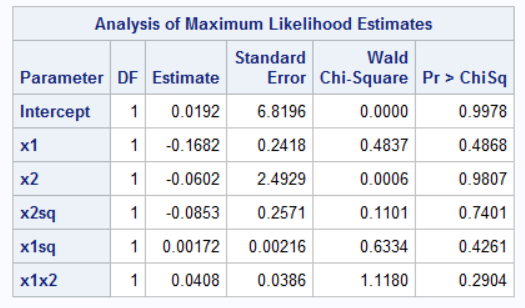 Analysis of Maximum Likelihood Estimates
Parameter DF Estimate Standard Error Wald Chi-Square Pr > ChiSq
Intercept 1 0.0192 6.8196 0.0000 0.9978
x1 1 -0.1682 0.2418 0.4837 0.4868
x2 1 -0.0602 2.4929 0.0006 0.9807
x2sq 1 -0.0853 0.2571 0.1101 0.7401
x1sq 1 0.00172 0.00216 0.6334 0.4261
x1x2 1 0.0408 0.0386 1.1180 0.2904